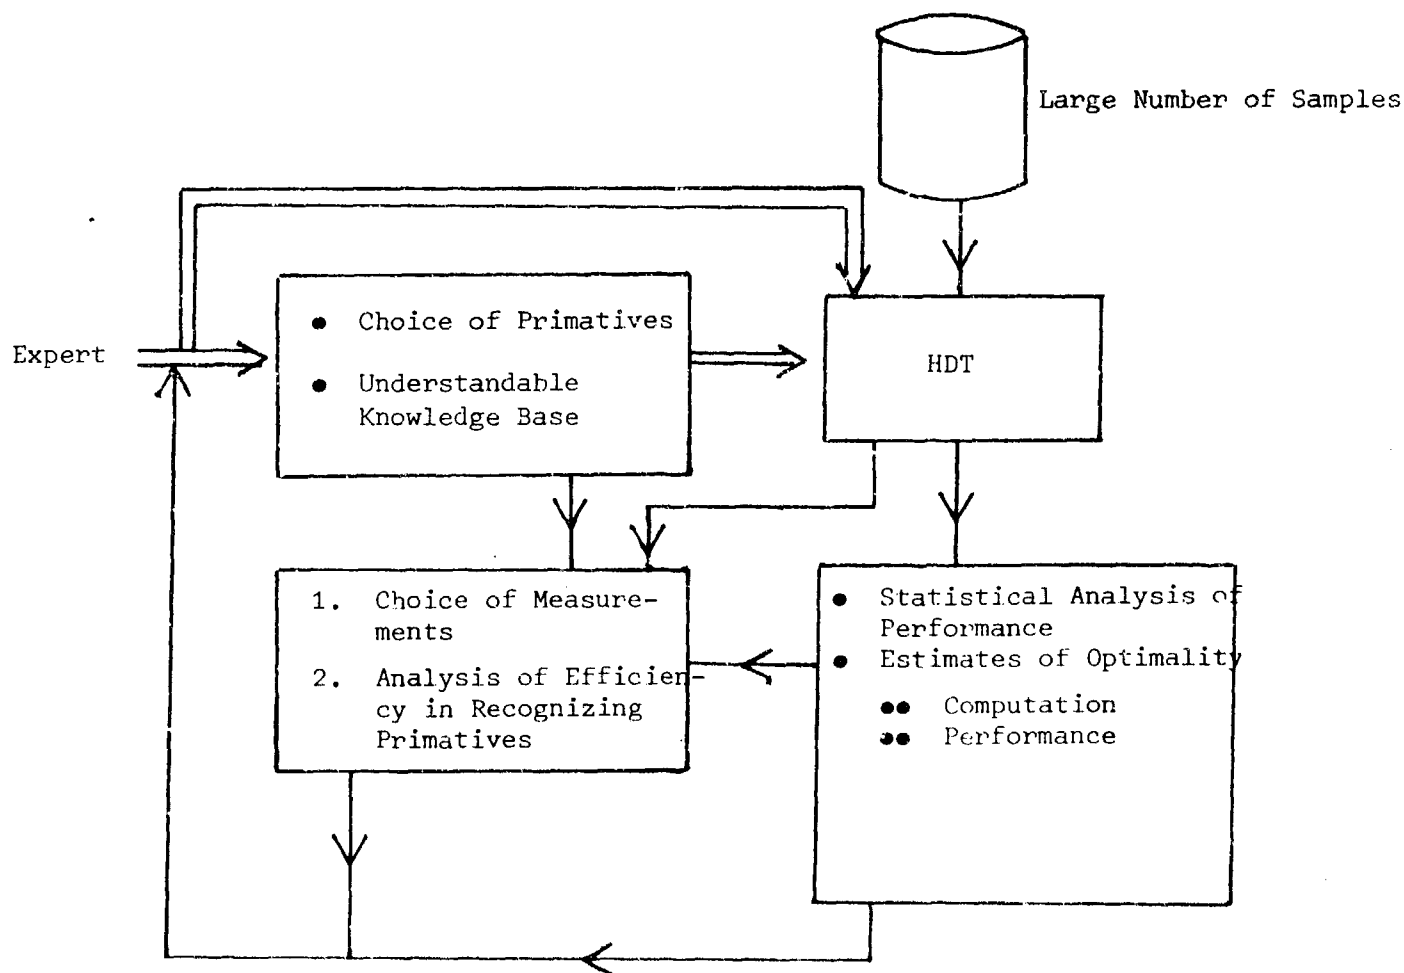 Large Number of Samples
Expert
● Choice of Primatives
● Understandable
Knowledge Base
HDT
1. Choice of Measure-
ments
2. Analysis of Efficien-
cy in Recognizing
Primatives
● Statistical Analysis of
Performance
● Estimates of Optimality
●● Computation
●● Performance